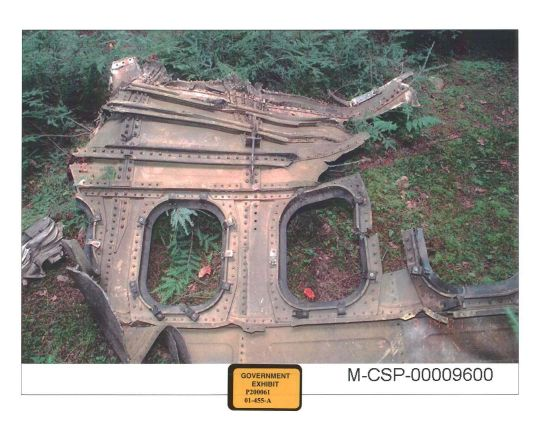 M-CSP-00009600
GOVERNMENT
EXHIBIT
P200061
01-455-A